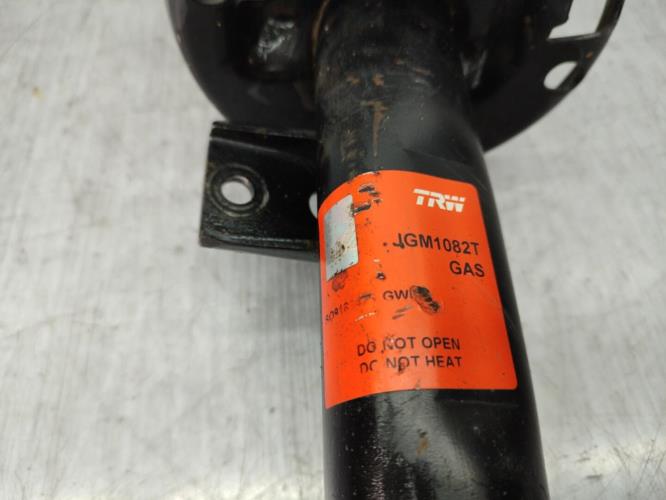 TRW
JGM1082T
GAS
GW
DO NOT OPEN
DO NOT HEAT